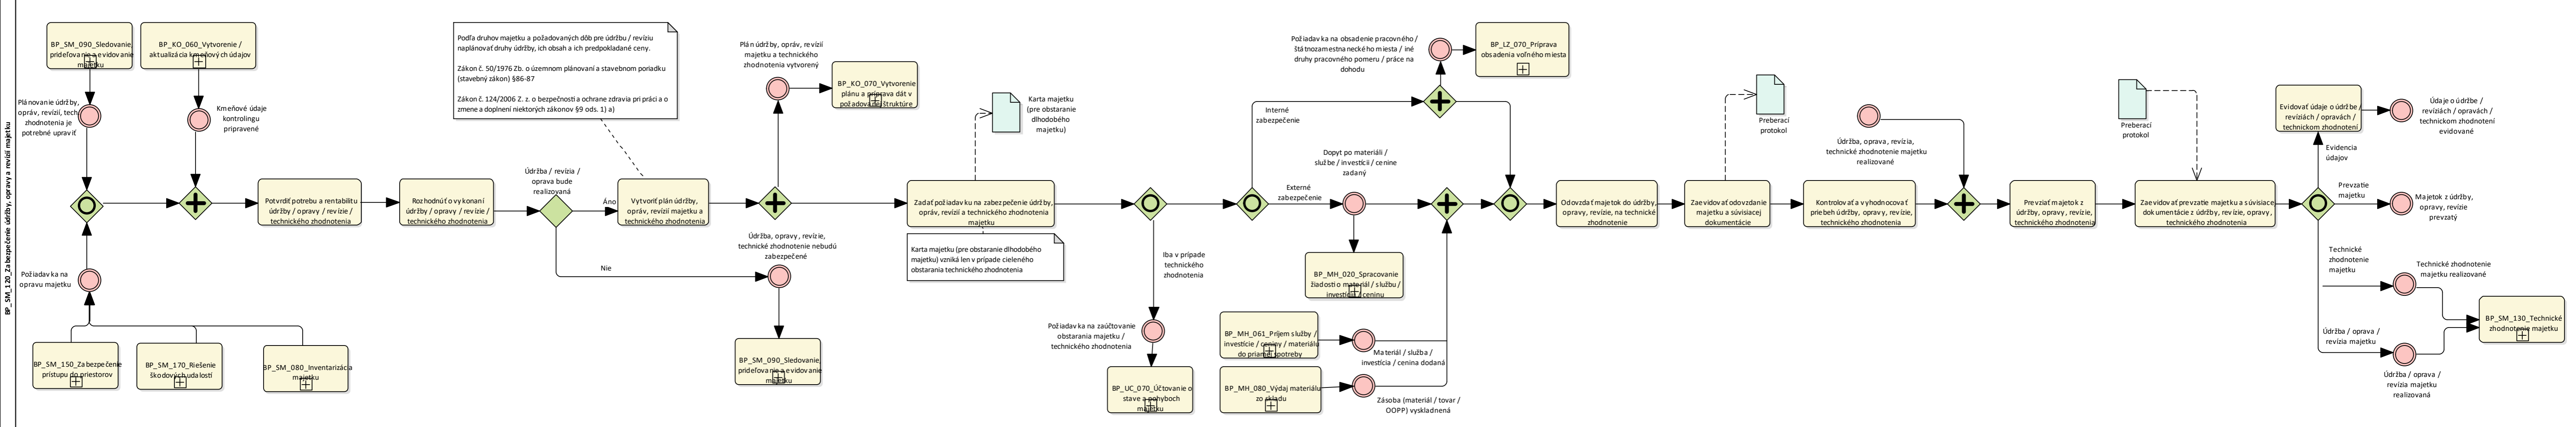 BP_SM_120_Zabezpečenie údržby, opravy a revízií majetku
BP_SM_090_Sledovanie,
prideľovanie a evidovanie
majetku
BP_KO_060_Vytvorenie /
aktualizácia kmeňových údajov
Plánovanie údržby,
opráv, revízií, tech.
zhodnotenia je
potrebné upraviť
Kmeňové údaje
kontrolingu
pripravené
Požiadavka na
opravu majetku
BP_SM_150_Zabezpečenie
prístupu do priestorov
BP_SM_170_Riešenie
škodových udalostí
BP_SM_080_Inventarizácia
majetku
Potvrdiť potrebu a rentabilitu
údržby / opravy / revízie /
technického zhodnotenia
Rozhodnúť o vykonaní
údržby / opravy / revízie /
technického zhodnotenia
Podľa druhov majetku a požadovaných dôb pre údržbu / revíziu
naplánovať druhy údržby, ich obsah a ich predpokladané ceny.
Zákon č. 50/1976 Zb. o územnom plánovaní a stavebnom poriadku
(stavebný zákon) §86-87
Zákon č. 124/2006 Z. z. o bezpečnosti a ochrane zdravia pri práci a o
zmene a doplnení niektorých zákonov §9 ods. 1) a)
Údržba / revízia /
oprava bude
realizovaná
Áno
Nie
Vytvoriť plán údržby,
opráv, revízií majetku a
technického zhodnotenia
Plán údržby, opráv, revízií
majetku a technického
zhodnotenia vytvorený
BP_KO_070_Vytvorenie
plánu a príprava dát v
požadovanej štruktúre
Údržba, opravy, revízie,
technické zhodnotenie nebudú
zabezpečené
BP_SM_090_Sledovanie,
prideľovanie a evidovanie
majetku
Zadať požiadavku na zabezpečenie údržby,
opráv, revízií a technického zhodnotenia
majetku
Karta majetku
(pre obstaranie
dlhodobého
majetku)
Karta majetku (pre obstaranie dlhodobého
majetku) vzniká len v prípade cieleného
obstarania technického zhodnotenia
Iba v prípade
technického
zhodnotenia
Požiadavka na zaúčtovanie
obstarania majetku /
technického zhodnotenia
BP_UC_070_Účtovanie o
stave a pohyboch
majetku
Interné
zabezpečenie
Externé
zabezpečenie
Požiadavka na obsadenie pracovného /
štátnozamestnaneckého miesta / iné
druhy pracovného pomeru / práce na
dohodu
BP_LZ_070_Príprava
obsadenia voľného miesta
Dopyt po materiáli /
službe / investícii / cenine
zadaný
BP_MH_020_Spracovanie
žiadosti o materiál / službu /
investíciu / ceninu
BP_MH_061_Príjem služby /
investície / ceniny / materiálu
do priamej spotreby
Materiál / služba /
investícia / cenina dodaná
BP_MH_080_Výdaj materiálu
zo skladu
Zásoba (materiál / tovar /
OOPP) vyskladnená
Odovzdať majetok do údržby,
opravy, revízie, na technické
zhodnotenie
Zaevidovať odovzdanie
majetku a súvisiacej
dokumentácie
Preberací
protokol
Kontrolovať a vyhodnocovať
priebeh údržby, opravy, revízie,
technického zhodnotenia
Údržba, oprava, revízia,
technické zhodnotenie majetku
realizované
Prevziať majetok z
údržby, opravy, revízie,
technického zhodnotenia
Preberací
protokol
Zaevidovať prevzatie majetku a súvisiacej
dokumentácie z údržby, revízie, opravy,
technického zhodnotenia
Evidovať údaje o údržbe /
revíziách / opravách /
technickom zhodnotení
Údaje o údržbe /
revíziách / opravách /
technickom zhodnotení
evidované
Evidencia
údajov
Prevzatie
majetku
Majetok z údržby,
opravy, revízie
prevzatý
Technické
zhodnotenie
majetku
Technické zhodnotenie
majetku realizované
Údržba / oprava /
revízia majetku
Údržba / oprava /
revízia majetku
realizovaná
BP_SM_130_Technické
zhodnotenie majetku